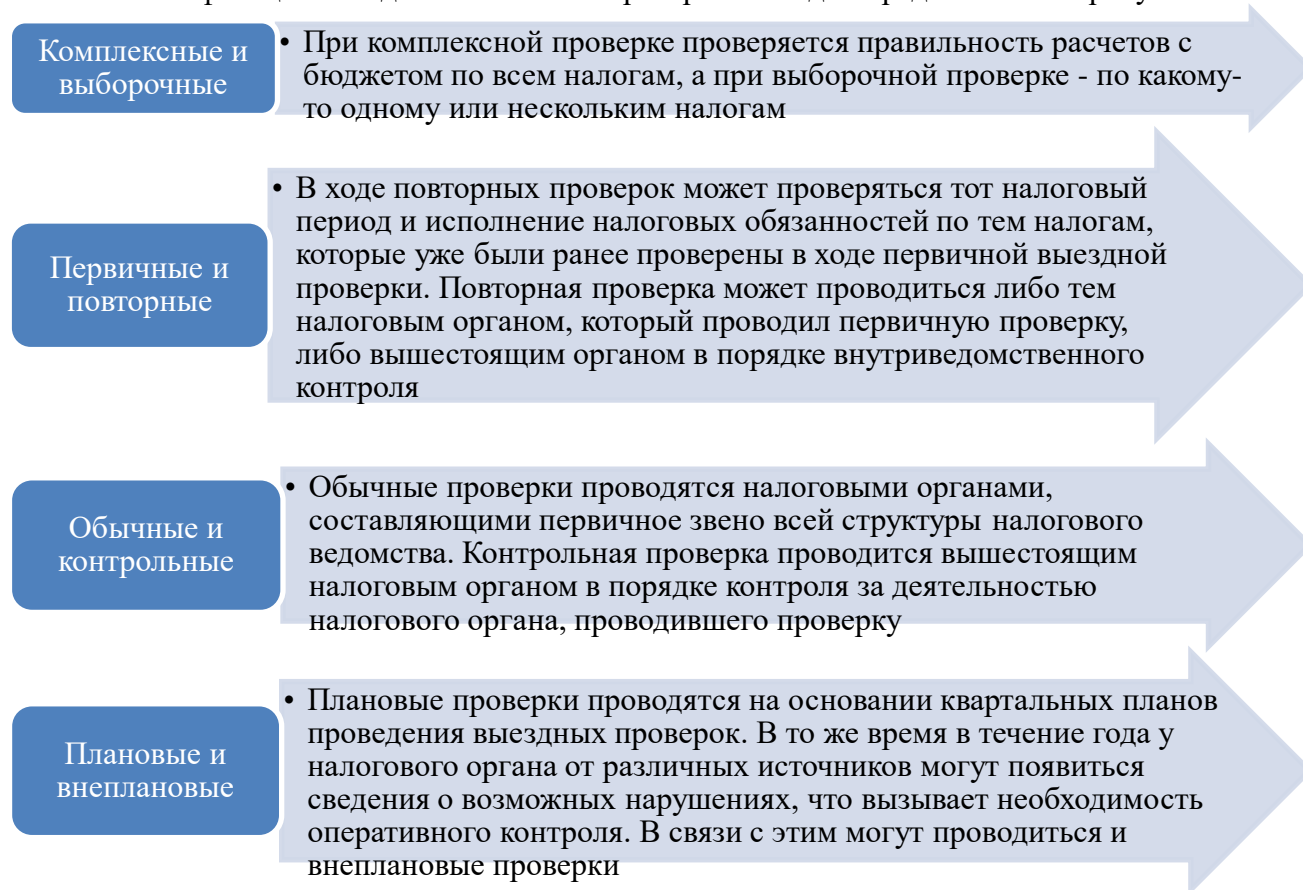 Комплексные и
выборочные
• При комплексной проверке проверяется правильность расчетов с
бюджетом по всем налогам, а при выборочной проверке - по какому-
то одному или нескольким налогам
Первичные и
повторные
• В ходе повторных проверок может проверяться тот налоговый
период и исполнение налоговых обязанностей по тем налогам,
которые уже были ранее проверены в ходе первичной выездной
проверки. Повторная проверка может проводиться либо тем
налоговым органом, который проводил первичную проверку,
либо вышестоящим органом в порядке внутриведомственного
контроля
Обычные и
контрольные
• Обычные проверки проводятся налоговыми органами,
составляющими первичное звено всей структуры налогового
ведомства. Контрольная проверка проводится вышестоящим
налоговым органом в порядке контроля за деятельностью
налогового органа, проводившего проверку
Плановые и
внеплановые
• Плановые проверки проводятся на основании квартальных планов
проведения выездных проверок. В то же время в течение года у
налогового органа от различных источников могут появиться
сведения о возможных нарушениях, что вызывает необходимость
оперативного контроля. В связи с этим могут проводиться и
внеплановые проверки